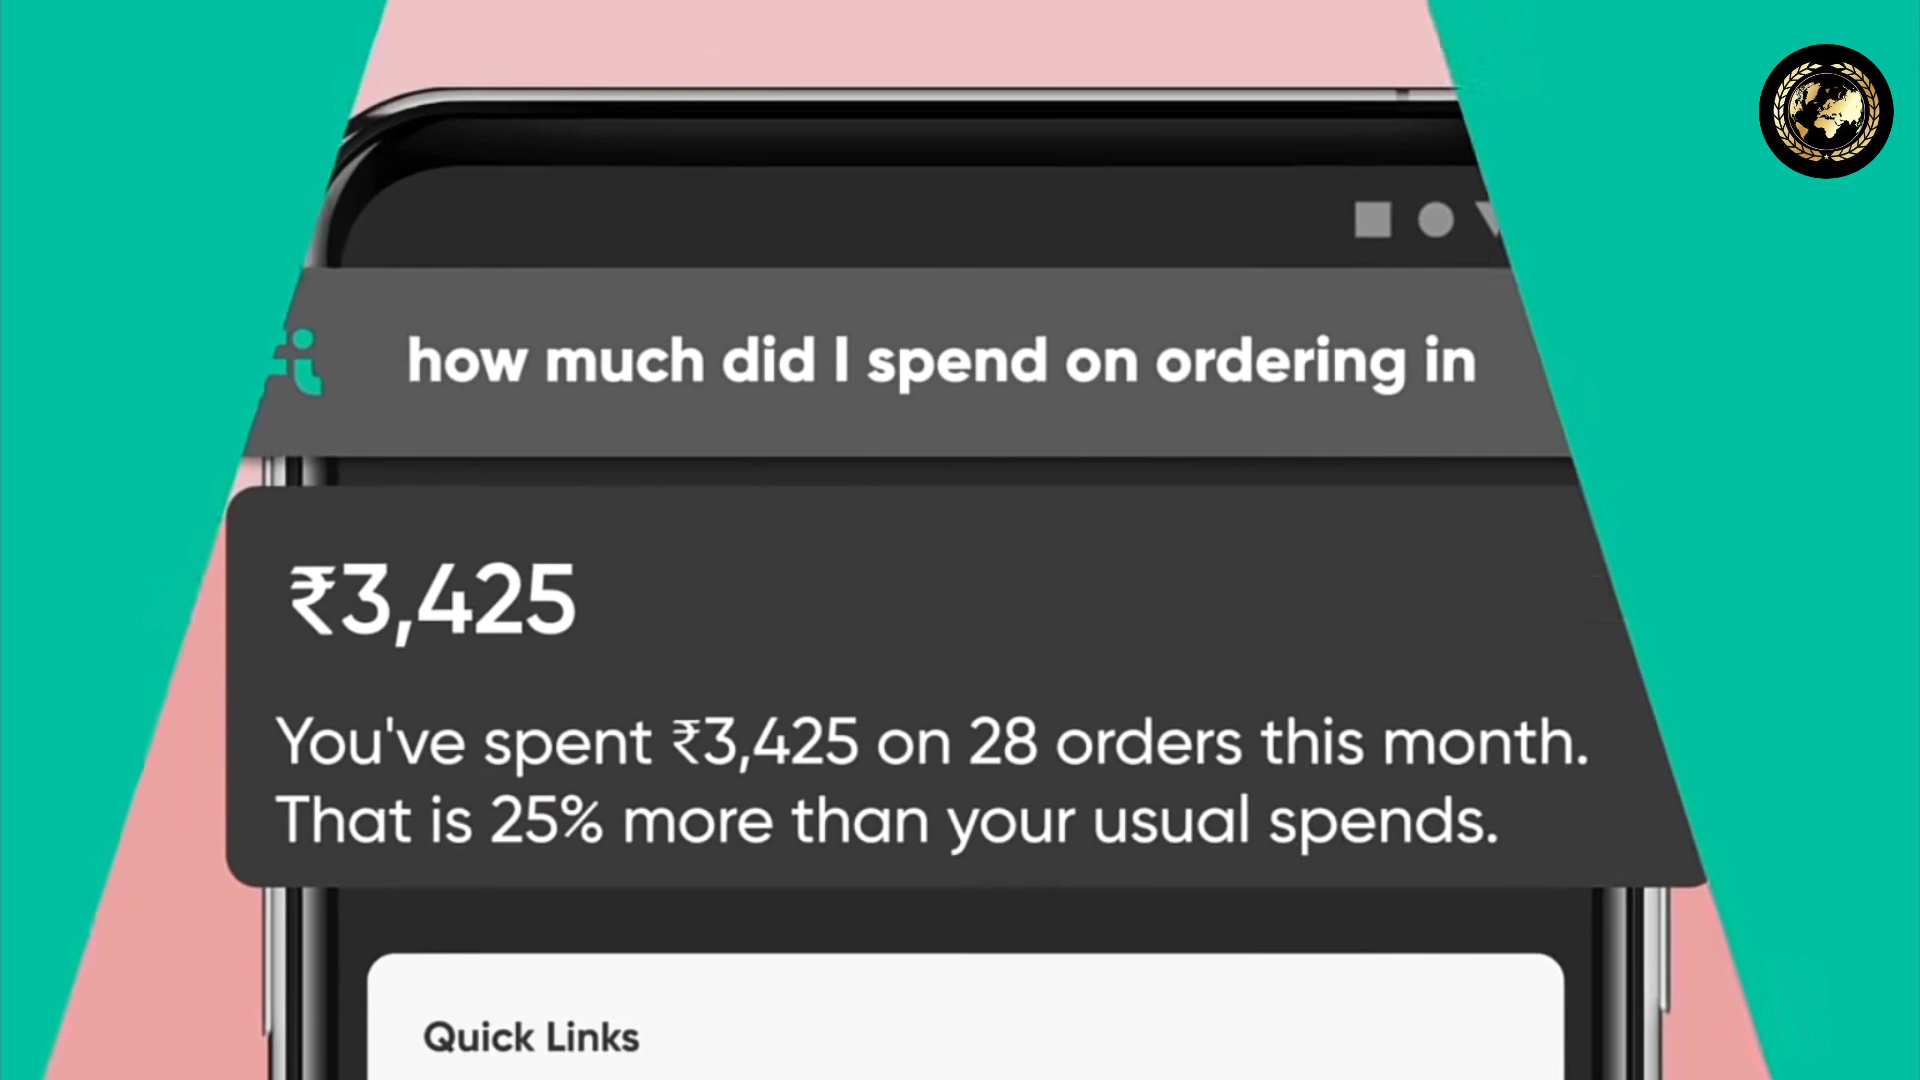 how much did I spend on ordering in
₹3,425
You've spent ₹3,425 on 28 orders this month.
That is 25% more than your usual spends.
Quick Links